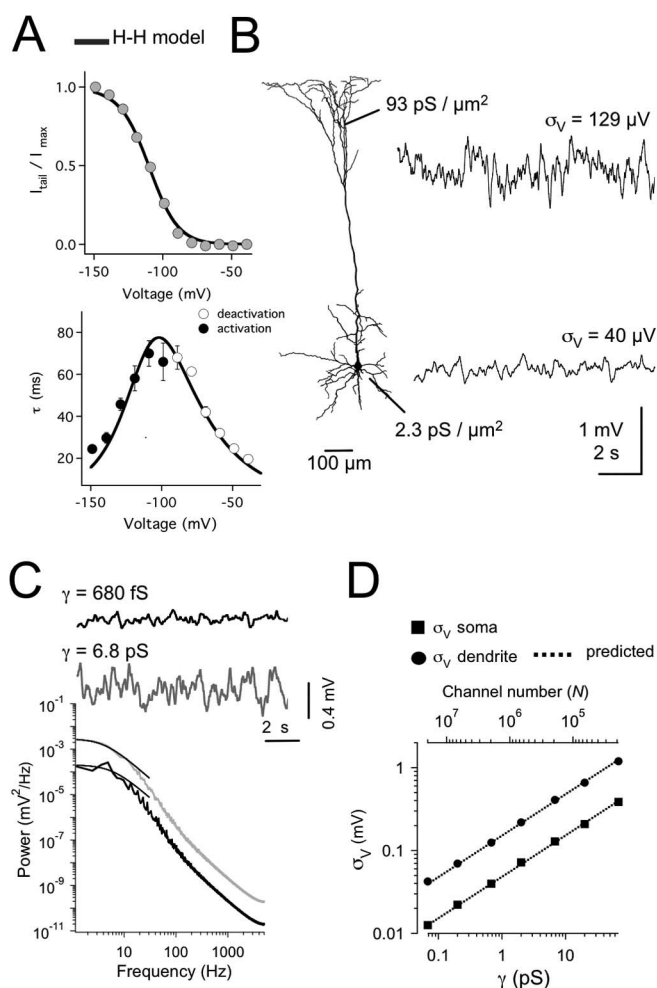 A
H-H model
1.0
0.5
0.0
I tail / I max
-150
-100
-50
Voltage (mV)
deactivation
activation
80
60
40
20
τ (ms)
-150
-100
-50
Voltage (mV)
B
93 pS / µm²
σV = 129 µV
σV = 40 µV
2.3 pS / µm²
100 µm
1 mV
2 s
C
γ = 680 fS
γ = 6.8 pS
0.4 mV
2 s
10⁻¹
10⁻³
10⁻⁵
10⁻⁷
10⁻⁹
10⁻¹¹
Power (mV²/Hz)
10
100
1000
Frequency (Hz)
D
σV soma
σV dendrite
predicted
Channel number (N)
10⁷
10⁶
10⁵
1
0.1
0.01
σV (mV)
0.1
1
10
γ (pS)